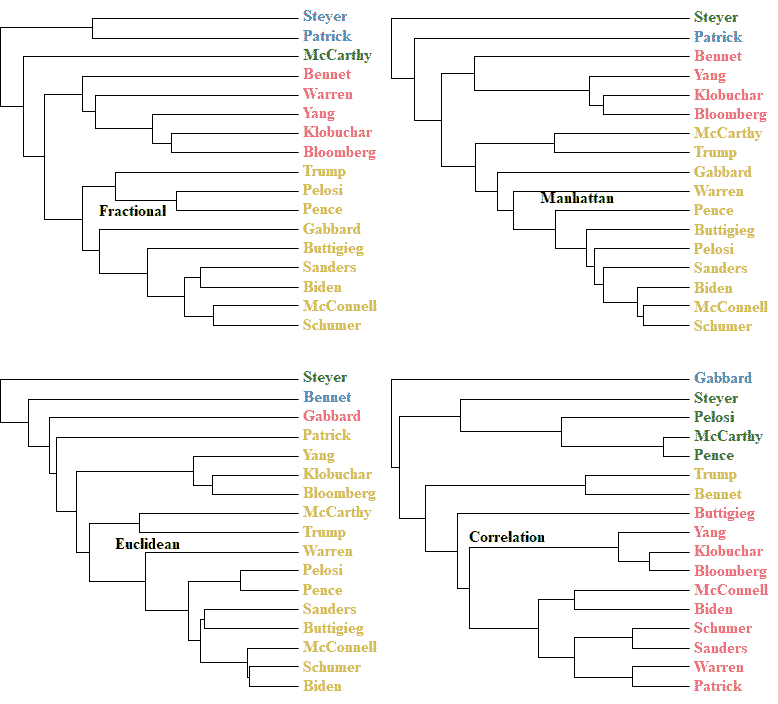 Steyer
Patrick
McCarthy
Bennet
Warren
Yang
Klobuchar
Bloomberg
Trump
Pelosi
Pence
Fractional
Gabbard
Buttigieg
Sanders
Biden
McConnell
Schumer
Steyer
Patrick
Bennet
Yang
Klobuchar
Bloomberg
McCarthy
Trump
Gabbard
Warren
Manhattan
Pence
Buttigieg
Pelosi
Sanders
Biden
McConnell
Schumer
Steyer
Bennet
Gabbard
Patrick
Yang
Klobuchar
Bloomberg
McCarthy
Trump
Euclidean
Warren
Pelosi
Pence
Sanders
Buttigieg
McConnell
Schumer
Biden
Gabbard
Steyer
Pelosi
McCarthy
Pence
Trump
Bennet
Buttigieg
Yang
Correlation
Klobuchar
Bloomberg
McConnell
Biden
Schumer
Sanders
Warren
Patrick